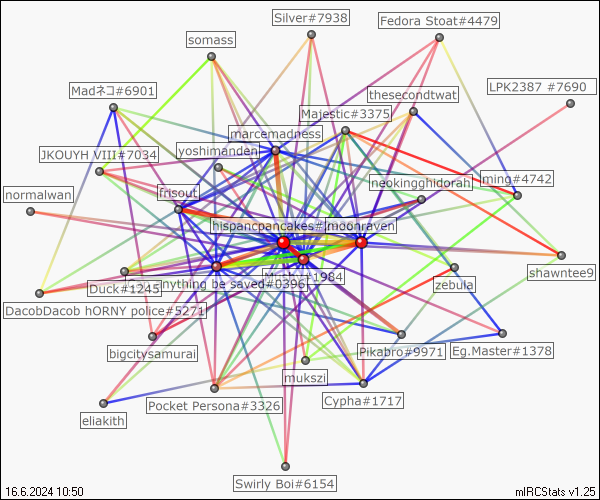 Silver#7938
Fedora Stoat#4479
somass
LPK2387 #7690
Madネコ#6901
thesecondtwat
Majestic#3375
marcemadness
yoshimanden
JKOUYH VIII#7034
neokingghidorah
ming#4742
normalwan
frisout
hispancpancakes#
moonraven
shawntee9
1984
nything be saved#0396
Duck#1245
zebula
DacobDacob hORNY police#5271
bigcitysamurai
Pikabro#9971
Eg.Master#1378
mukszi
Pocket Persona#3326
Cypha#1717
eliakith
Swirly Boi#6154
16.6.2024 10:50
mIRCStats v1.25